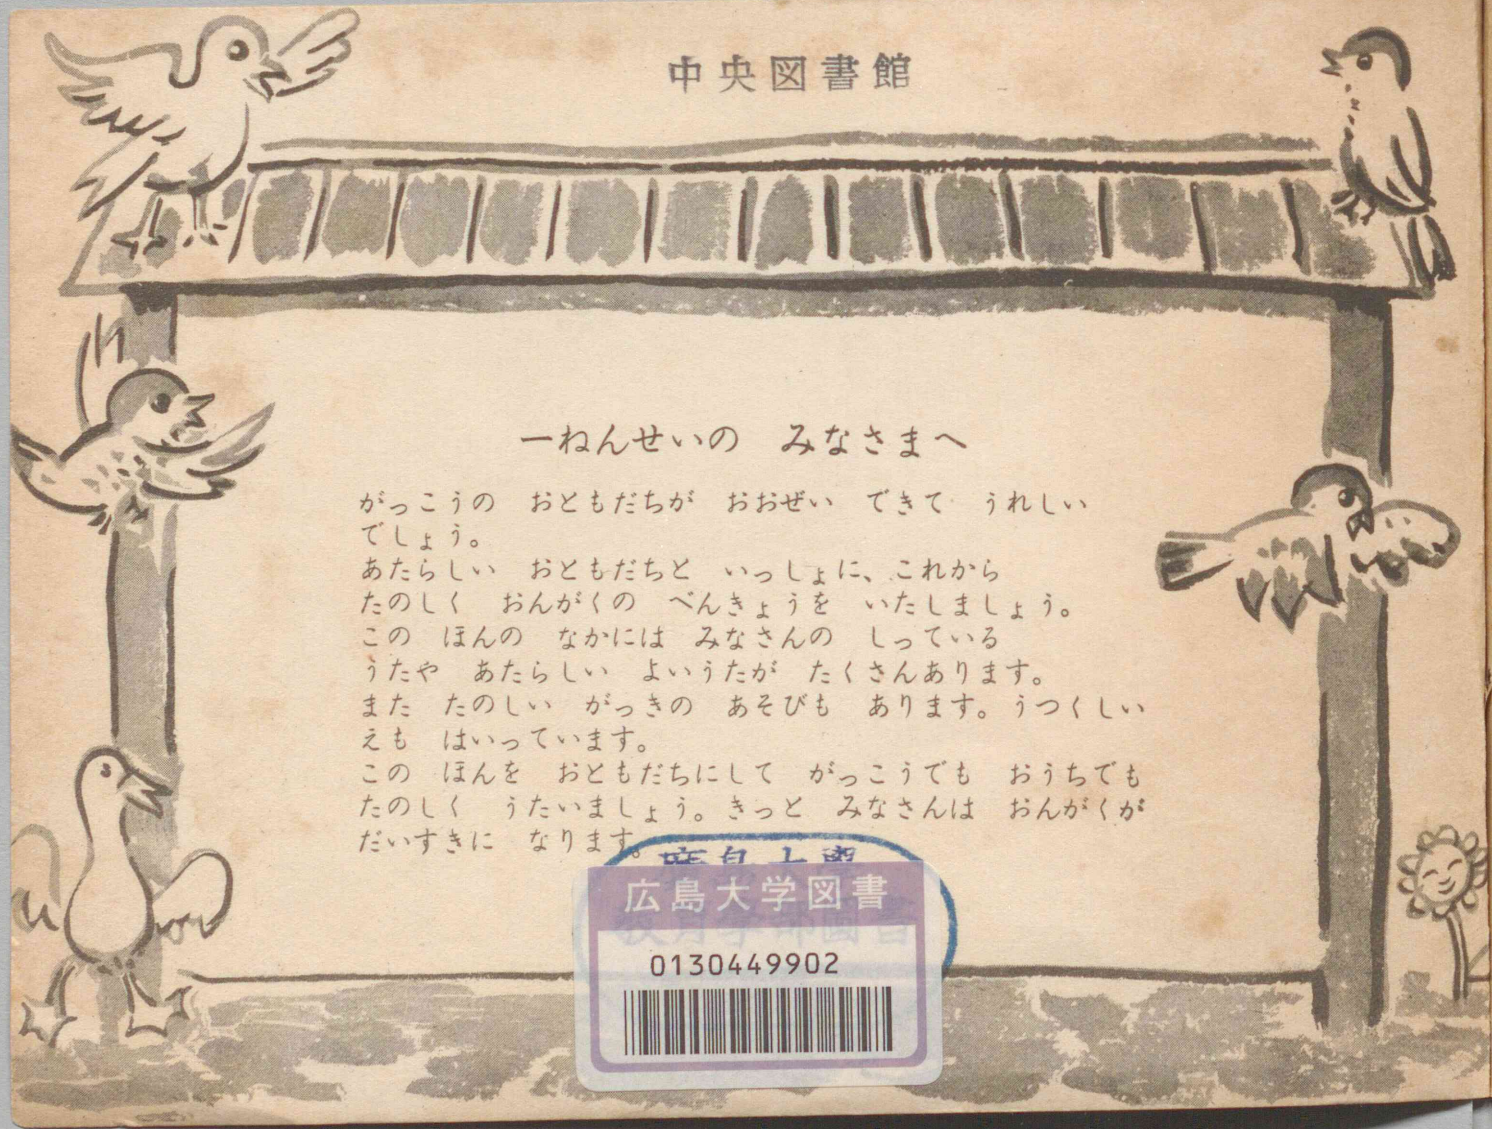 中央図書館
一ねんせいの　みなさまへ
がっこうの　おともだちが　おおぜい　できて　うれしい
でしょう。
あたらしい　おともだちと　いっしょに、これから
たのしく　おんがくの　べんきょうを　いたしましょう。
この　ほんの　なかには　みなさんの　しっている
うたや　あたらしい　よいうたが　たくさんあります。
また　たのしい　がっきの　あそびも　あります。うつくしい
えも　はいっています。
この　ほんを　おともだちにして　がっこうでも　おうちでも
たのしく　うたいましょう。きっと　みなさんは　おんがくが
だいすきに　なります。
広島大学図書
0130449902